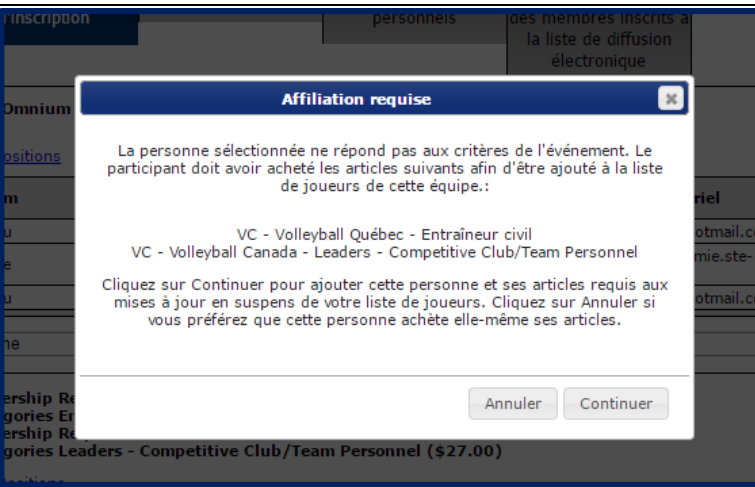 l'inscription
personnels
des membres inscrits à
la liste de diffusion
électronique
Affiliation requise
Omnium
La personne sélectionnée ne répond pas aux critères de l'événement. Le
participant doit avoir acheté les articles suivants afin d'être ajouté à la liste
de joueurs de cette équipe.:
ositions
m
riel
u
otmail.c
VC - Volleyball Québec - Entraîneur civil
VC - Volleyball Canada - Leaders - Competitive Club/Team Personnel
e
mie.ste-
Cliquez sur Continuer pour ajouter cette personne et ses articles requis aux
mises à jour en suspens de votre liste de joueurs. Cliquez sur Annuler si
vous préférez que cette personne achète elle-même ses articles.
u
otmail.c
ne
Annuler Continuer
ership Re
gories En
ership Re
gories Leaders - Competitive Club/Team Personnel ($27.00)